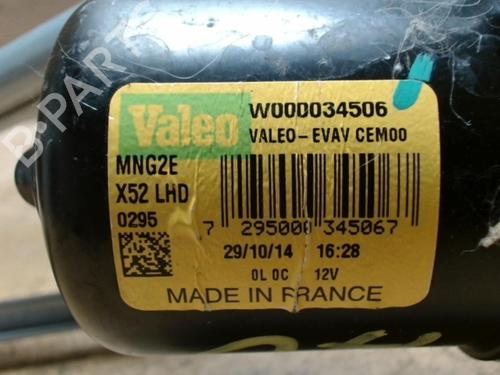 Valeo
W000034506
VALEO-EVAV CEM00
MNG2E
X52 LHD
0295
7 295000 345067
29/10/14 16:28
0L 0C 12V
MADE IN FRANCE